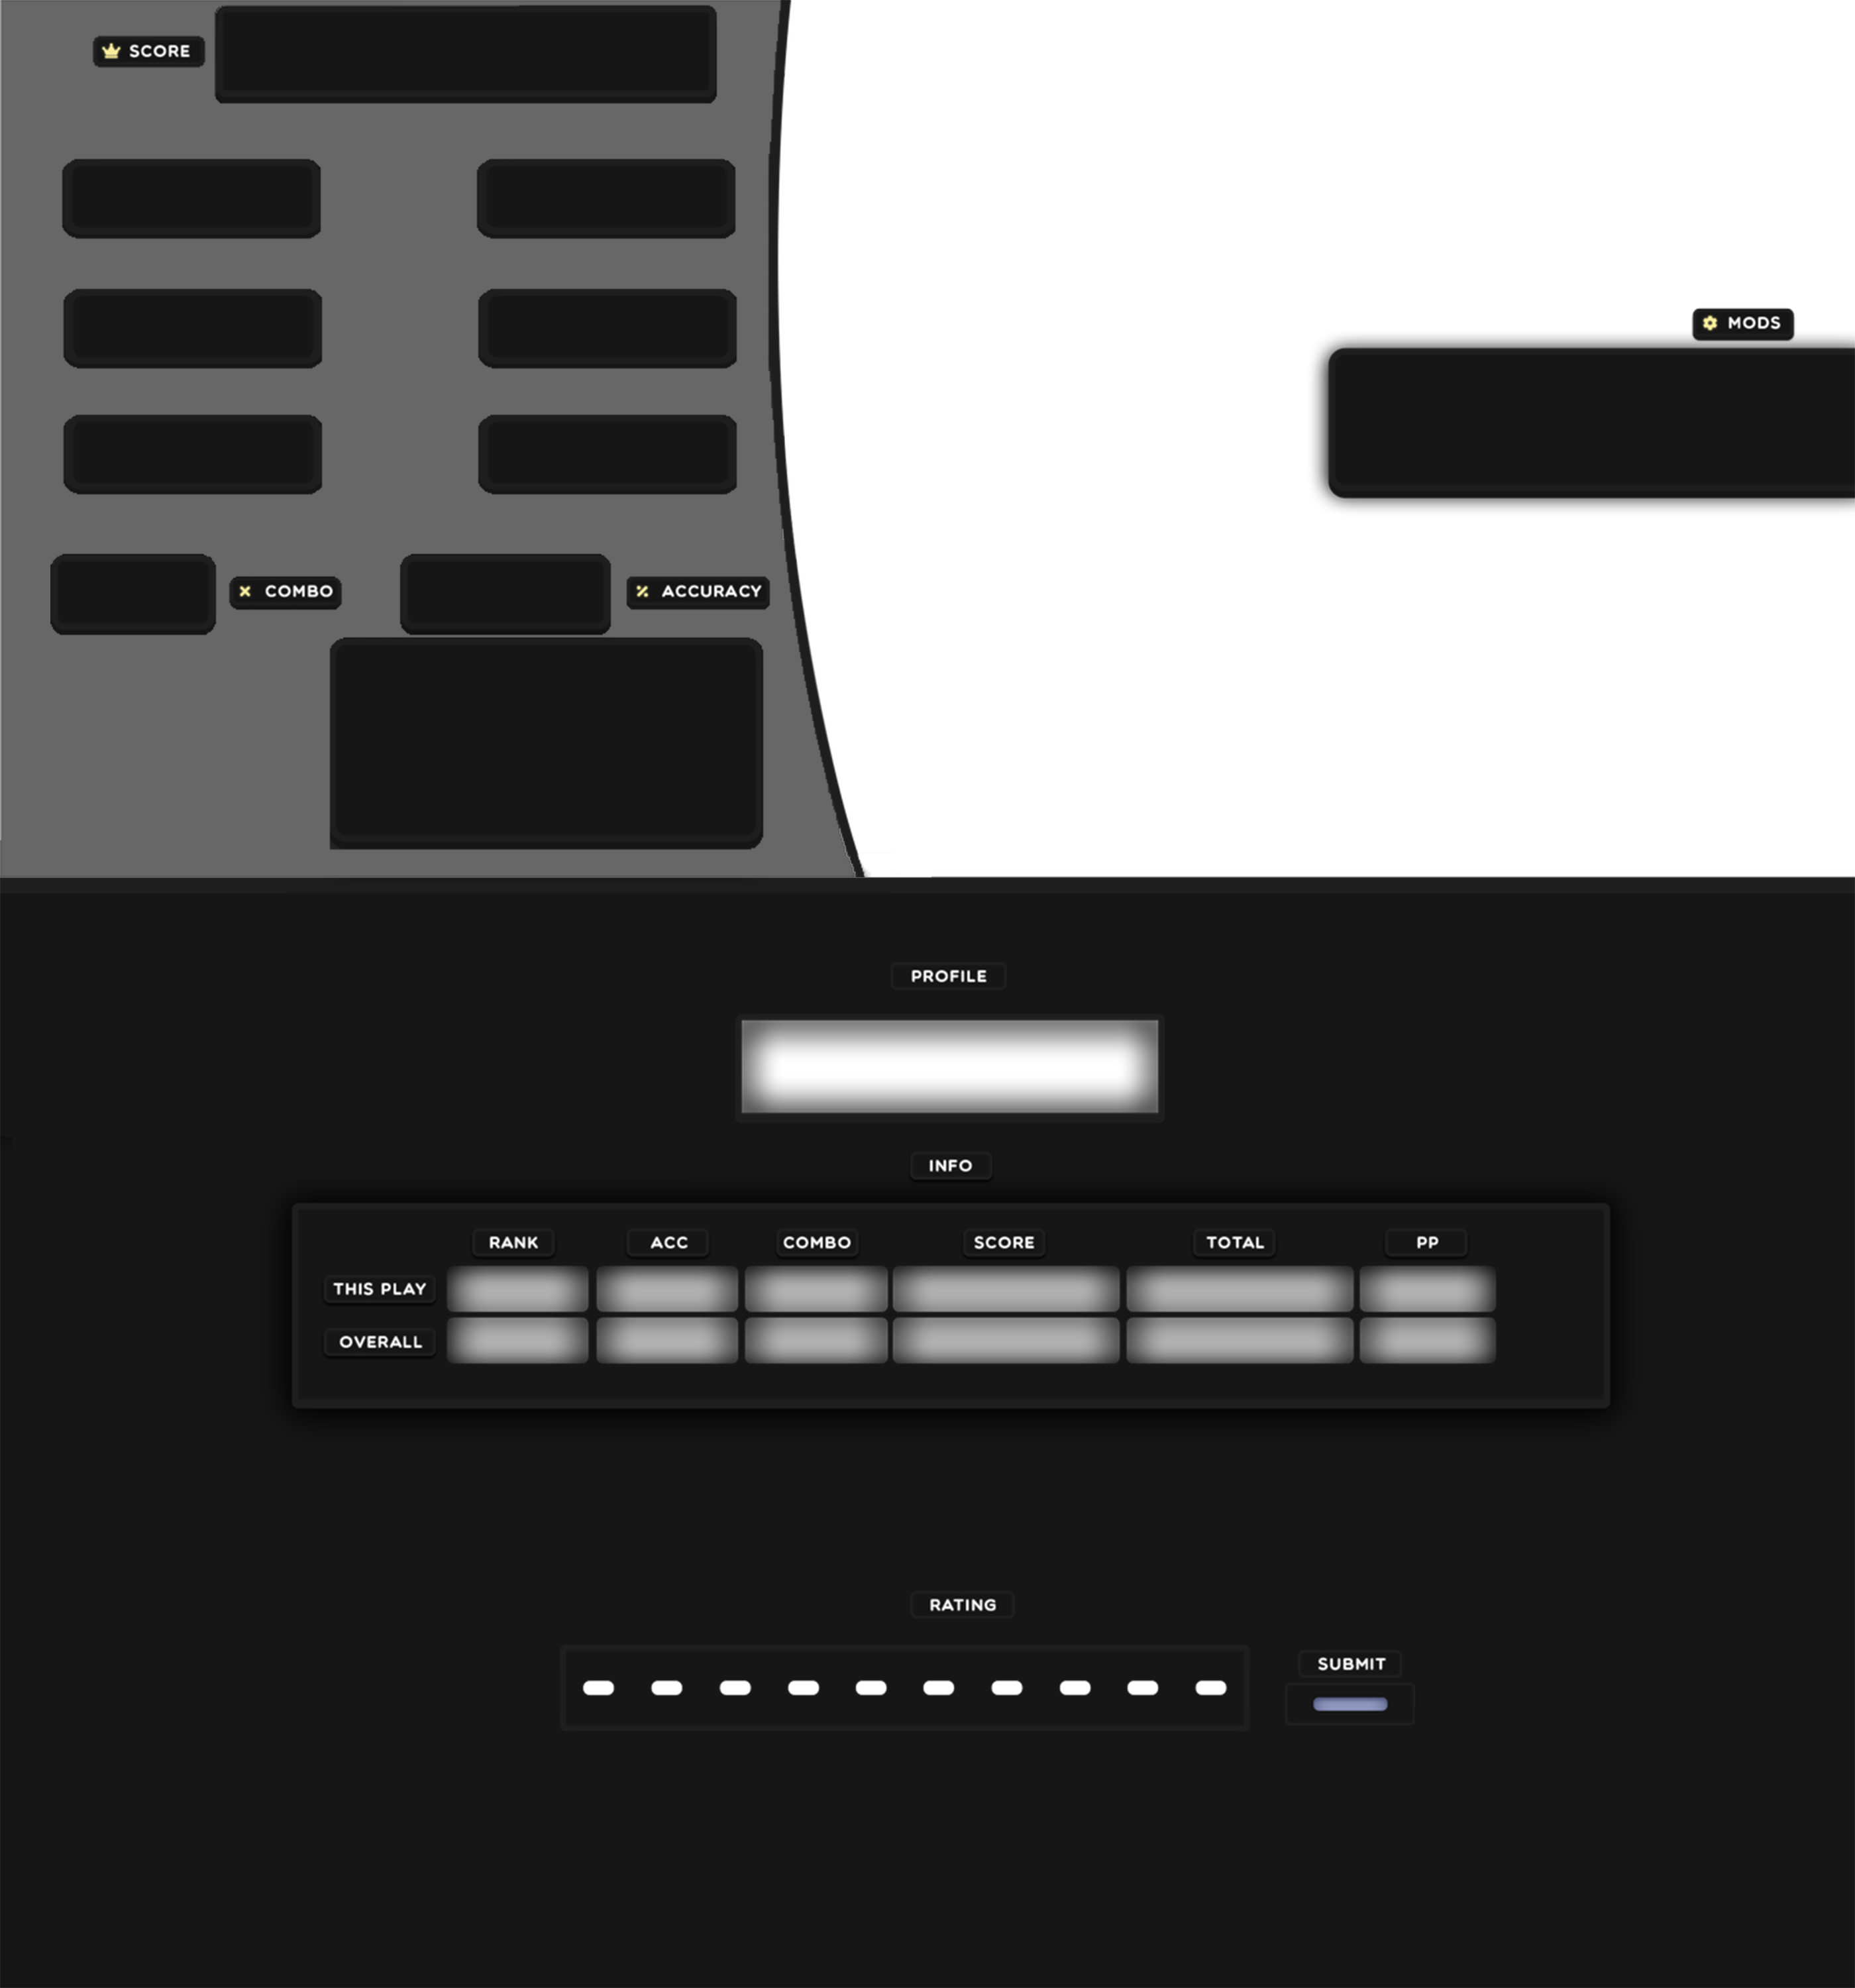 SCORE
MODS
COMBO
ACCURACY
PROFILE
INFO
RANK ACC COMBO SCORE TOTAL PP
THIS PLAY
OVERALL
RATING
SUBMIT